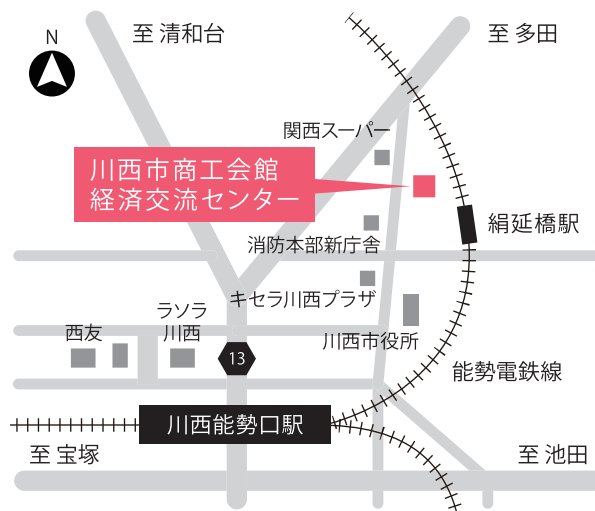 N
至 清和台
至 多田
関西スーパー
川西市商工会館
経済交流センター
絹延橋駅
消防本部新庁舎
キセラ川西プラザ
ラソラ
川西
西友
川西市役所
13
能勢電鉄線
川西能勢口駅
至 宝塚
至 池田